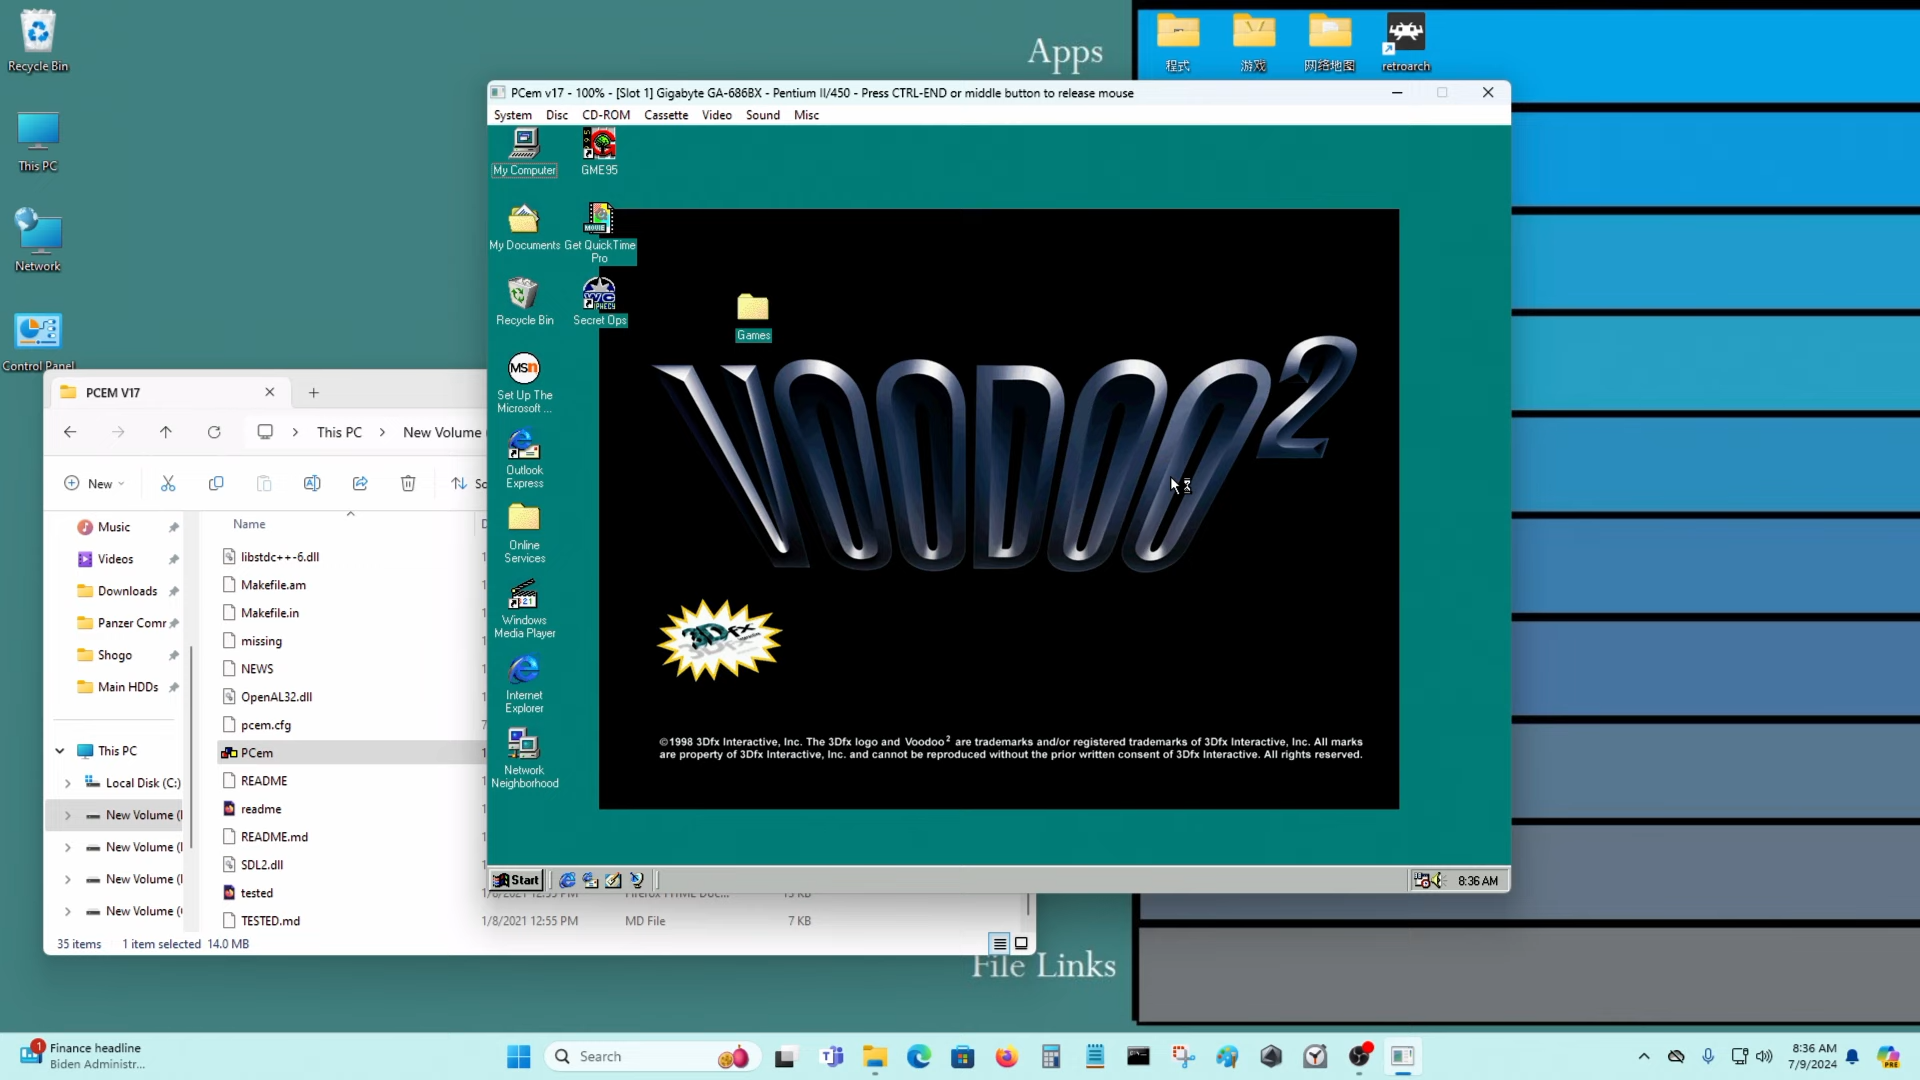 Recycle Bin
This PC
Network
Control Panel
Apps
程式
游戏
网络地图
retroarch
PCem v17 - 100% - [Slot 1] Gigabyte GA-686BX - Pentium II/450 - Press CTRL-END or middle button to release mouse
System Disc CD-ROM Cassette Video Sound Misc
My Computer
GME95
My Documents
Get QuickTime
Pro
MOVIE
Recycle Bin
Secret Ops
Games
msn
Set Up The
Microsoft ...
Outlook
Express
Online
Services
Windows
Media Player
Internet
Explorer
Network
Neighborhood
VOODOO2
3Dfx
©1998 3Dfx Interactive, Inc. The 3Dfx logo and Voodoo2 are trademarks and/or registered trademarks of 3Dfx Interactive, Inc. All marks
are property of 3Dfx Interactive, Inc. and cannot be reproduced without the prior written consent of 3Dfx Interactive. All rights reserved.
Start
8:36 AM
PCEM V17
This PC > New Volume
New
Name
Music
Videos
Downloads
Panzer Comr
Shogo
Main HDDs
This PC
Local Disk (C:)
New Volume (
New Volume (
New Volume (
New Volume (
libstdc++-6.dll
Makefile.am
Makefile.in
missing
NEWS
OpenAL32.dll
pcem.cfg
PCem
README
readme
README.md
SDL2.dll
tested
TESTED.md 1/8/2021 12:55 PM MD File 7 KB
35 items 1 item selected 14.0 MB
File Links
Finance headline
Biden Administr...
Search
8:36 AM
7/9/2024